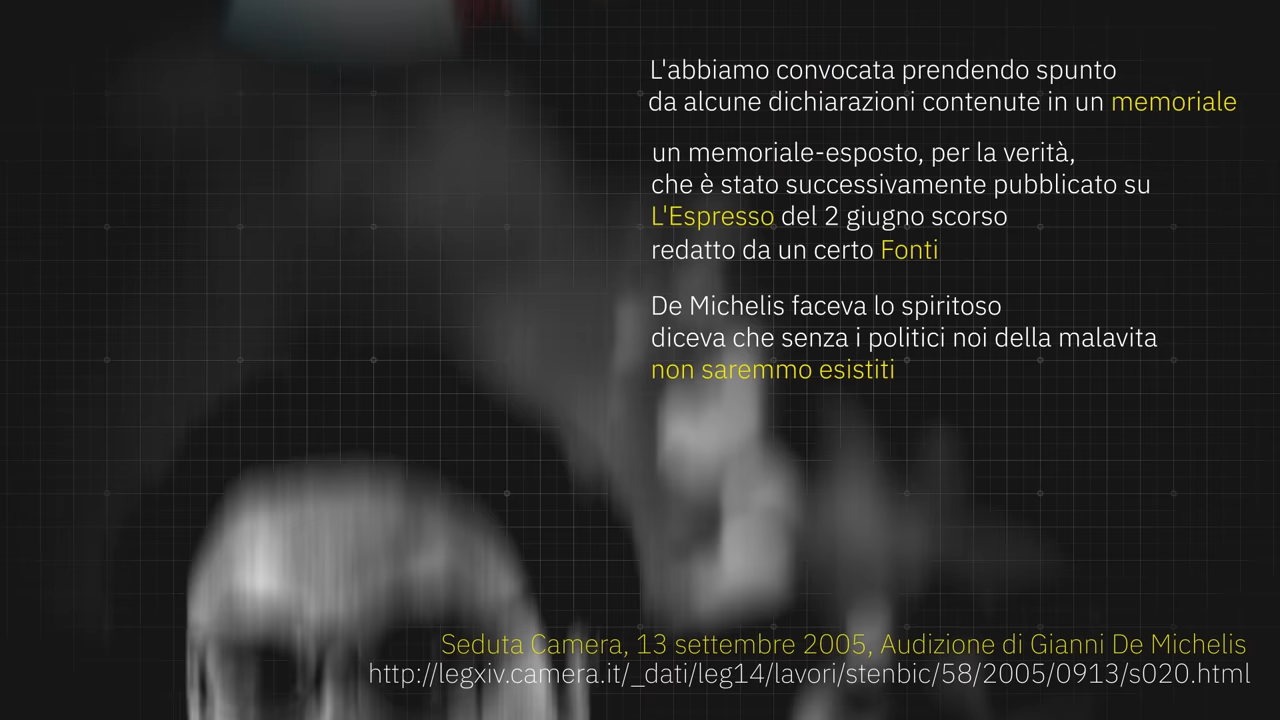 L'abbiamo convocata prendendo spunto
da alcune dichiarazioni contenute in un memoriale
un memoriale-esposto, per la verità,
che è stato successivamente pubblicato su
L'Espresso del 2 giugno scorso
redatto da un certo Fonti
De Michelis faceva lo spiritoso
diceva che senza i politici noi della malavita
non saremmo esistiti
Seduta Camera, 13 settembre 2005, Audizione di Gianni De Michelis
http://legxiv.camera.it/_dati/leg14/lavori/stenbic/58/2005/0913/s020.html